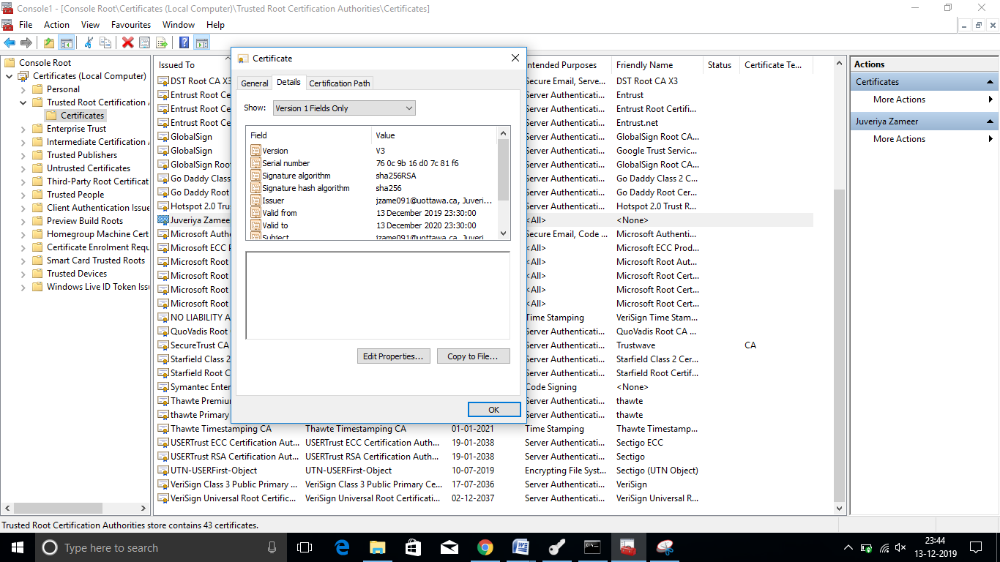 Console1 - [Console Root\Certificates (Local Computer)\Trusted Root Certification Authorities\Certificates]
File Action View Favourites Window Help
Console Root
Certificates (Local Computer)
Personal
Trusted Root Certification
Certificates
Enterprise Trust
Intermediate Certification
Trusted Publishers
Untrusted Certificates
Third-Party Root Certificat
Trusted People
Client Authentication Issue
Preview Build Roots
Homegroup Machine Cert
Certificate Enrolment Requ
Smart Card Trusted Roots
Trusted Devices
Windows Live ID Token Issu
Issued To
DST Root CA X3
Entrust Root Ce
Entrust Root Ce
Entrust Root Ce
GlobalSign
GlobalSign
GlobalSign Root
Go Daddy Class
Go Daddy Root
Hotspot 2.0 Trus
Juveriya Zamee
Microsoft Auth
Microsoft ECC P
Microsoft Root
Microsoft Root
Microsoft Root
Microsoft Root
NO LIABILITY A
QuoVadis Root
SecureTrust CA
Starfield Class 2
Starfield Root C
Symantec Enter
Thawte Premiu
thawte Primary
Certificate
General Details Certification Path
Show: Version 1 Fields Only
Field Value
Version V3
Serial number 76 0c 9b 16 d0 7c 81 f6
Signature algorithm sha256RSA
Signature hash algorithm sha256
Issuer jzame091@uottawa.ca, Juveri...
Valid from 13 December 2019 23:30:00
Valid to 13 December 2020 23:30:00
Subject jzame091@uottawa.ca, Juveri
Edit Properties... Copy to File...
OK
ntended Purposes Friendly Name Status Certificate Te...
Secure Email, Serve... DST Root CA X3
Server Authenticati... Entrust
Server Authenticati... Entrust Root Certifi...
Server Authenticati... Entrust.net
Server Authenticati... GlobalSign Root CA...
Server Authenticati... Google Trust Servic...
Server Authenticati... GlobalSign Root CA...
Server Authenticati... Go Daddy Class 2 C...
Server Authenticati... Go Daddy Root Cer...
Server Authenticati... Hotspot 2.0 Trust R...
<All> <None>
Secure Email, Code ... Microsoft Authenti...
<All> Microsoft ECC Prod...
<All> Microsoft Root Aut...
<All> Microsoft Root Cert...
<All> Microsoft Root Cert...
<All> Microsoft Root Cert...
Time Stamping VeriSign Time Stam...
Server Authenticati... QuoVadis Root CA ...
Server Authenticati... Trustwave CA
Server Authenticati... Starfield Class 2 Cer...
Server Authenticati... Starfield Root Certif...
Code Signing <None>
Server Authenticati... thawte
Server Authenticati... thawte
Thawte Timestamping CA Thawte Timestamping CA 01-01-2021 Time Stamping Thawte Timestamp...
USERTrust ECC Certification Aut... USERTrust ECC Certification Auth... 19-01-2038 Server Authenticati... Sectigo ECC
USERTrust RSA Certification Aut... USERTrust RSA Certification Auth... 19-01-2038 Server Authenticati... Sectigo
UTN-USERFirst-Object UTN-USERFirst-Object 10-07-2019 Encrypting File Syst... Sectigo (UTN Object)
VeriSign Class 3 Public Primary ... VeriSign Class 3 Public Primary Ce... 17-07-2036 Server Authenticati... VeriSign
VeriSign Universal Root Certific... VeriSign Universal Root Certificati... 02-12-2037 Server Authenticati... VeriSign Universal R...
Actions
Certificates
More Actions
Juveriya Zameer
More Actions
Trusted Root Certification Authorities store contains 43 certificates.
Type here to search
23:44
13-12-2019